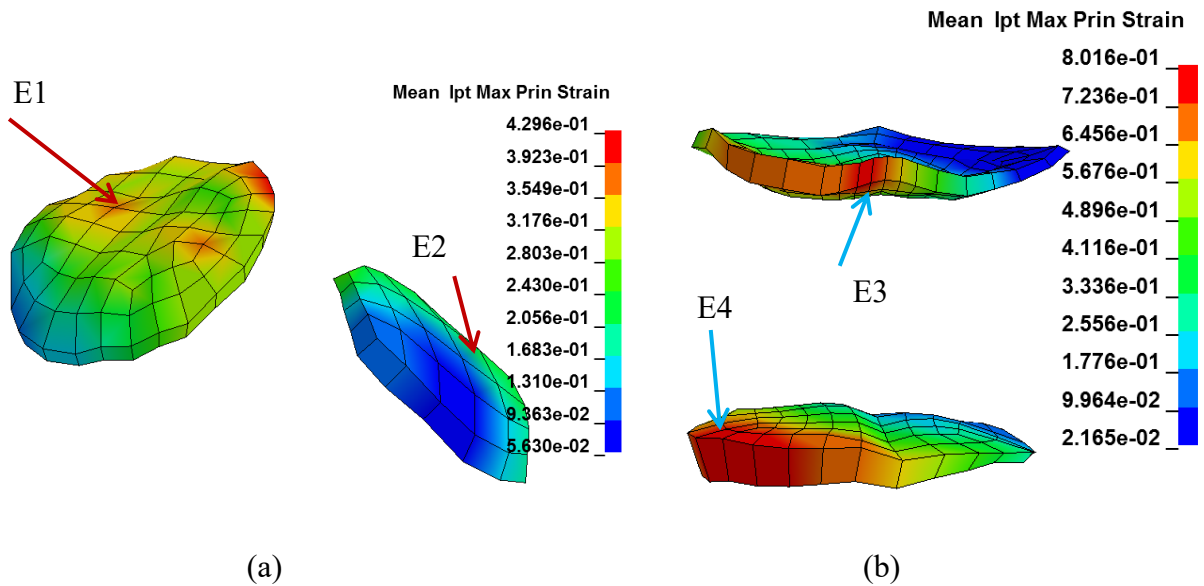 E1
Mean Ipt Max Prin Strain
4.296e-01
3.923e-01
3.549e-01
3.176e-01
2.803e-01
2.430e-01
2.056e-01
1.683e-01
1.310e-01
9.363e-02
5.630e-02
E2
(a)
Mean Ipt Max Prin Strain
8.016e-01
7.236e-01
6.456e-01
5.676e-01
4.896e-01
4.116e-01
3.336e-01
2.556e-01
1.776e-01
9.964e-02
2.165e-02
E3
E4
(b)